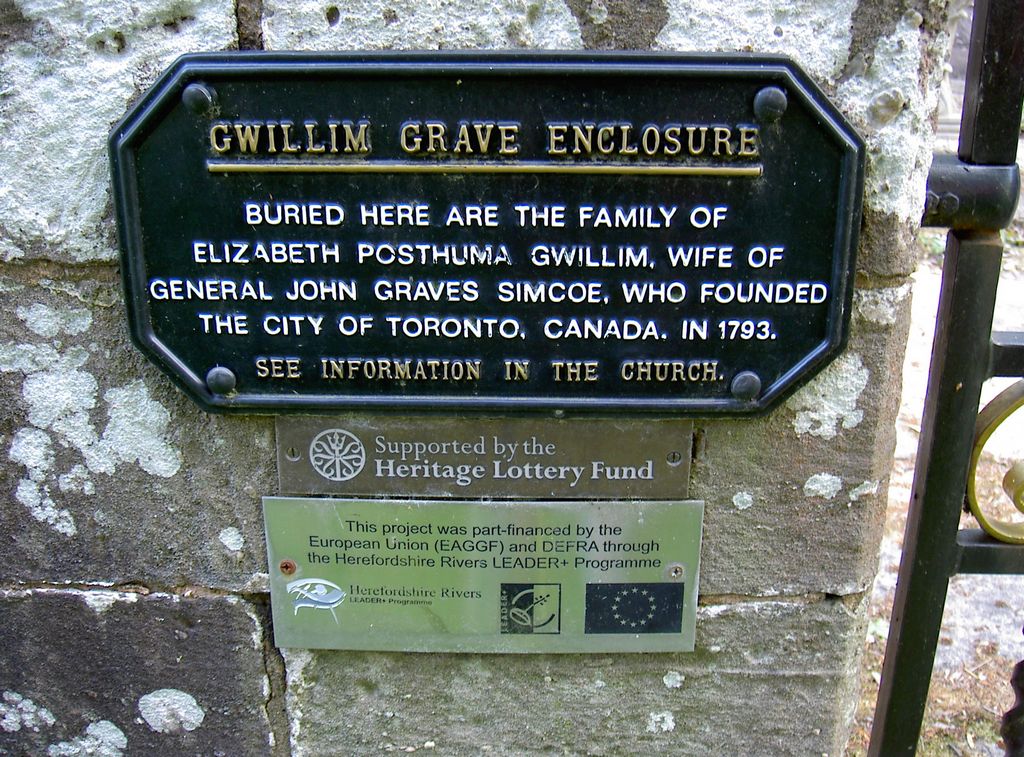 GWILLIM GRAVE ENCLOSURE
BURIED HERE ARE THE FAMILY OF
ELIZABETH POSTHUMA GWILLIM, WIFE OF
GENERAL JOHN GRAVES SIMCOE, WHO FOUNDED
THE CITY OF TORONTO, CANADA, IN 1793.
SEE INFORMATION IN THE CHURCH.
Supported by the
Heritage Lottery Fund
This project was part-financed by the
European Union (EAGGF) and DEFRA through
the Herefordshire Rivers LEADER+ Programme
Herefordshire Rivers
LEADER+ Programme
LEADER+